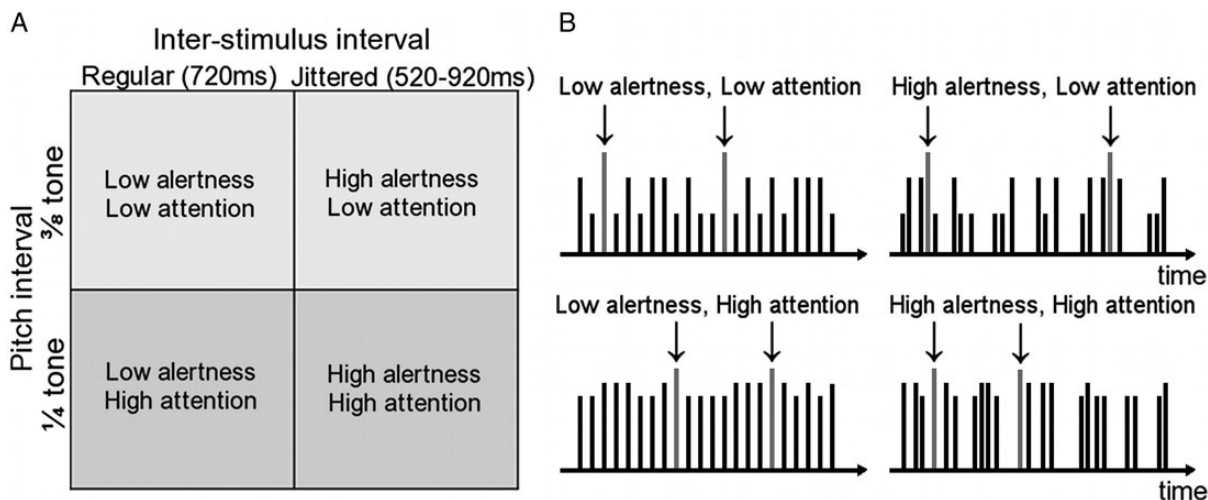 A
Inter-stimulus interval
Regular (720ms) Jittered (520-920ms)
Pitch interval
⅜ tone
Low alertness
Low attention
High alertness
Low attention
¼ tone
Low alertness
High attention
High alertness
High attention
B
Low alertness, Low attention
High alertness, Low attention
time
Low alertness, High attention
High alertness, High attention
time